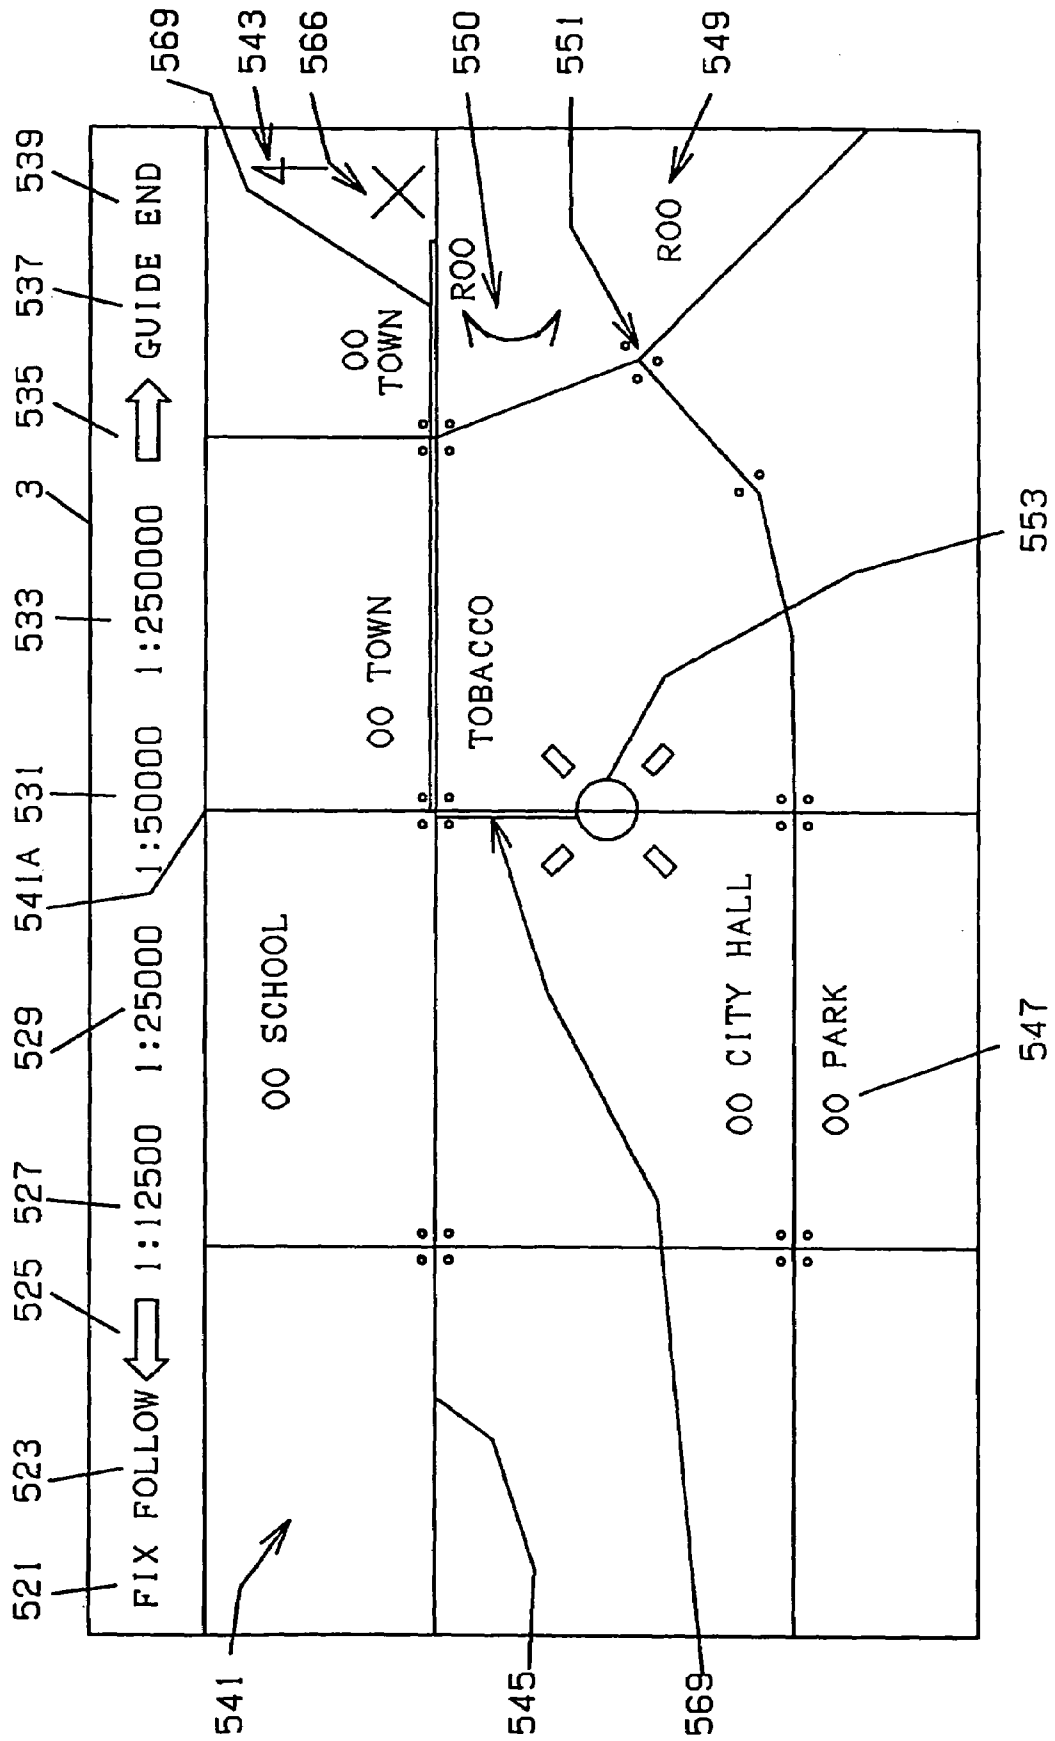 521 523 525 527 529 541A 531 533 3 535 537 539
FIX FOLLOW 1:12500 1:25000 1:50000 1:250000 GUIDE END
569
543
566
541
OO SCHOOL
OO TOWN
OO
TOWN
ROO
550
TOBACCO
545
551
569
ROO
549
OO CITY HALL
OO PARK
547
553